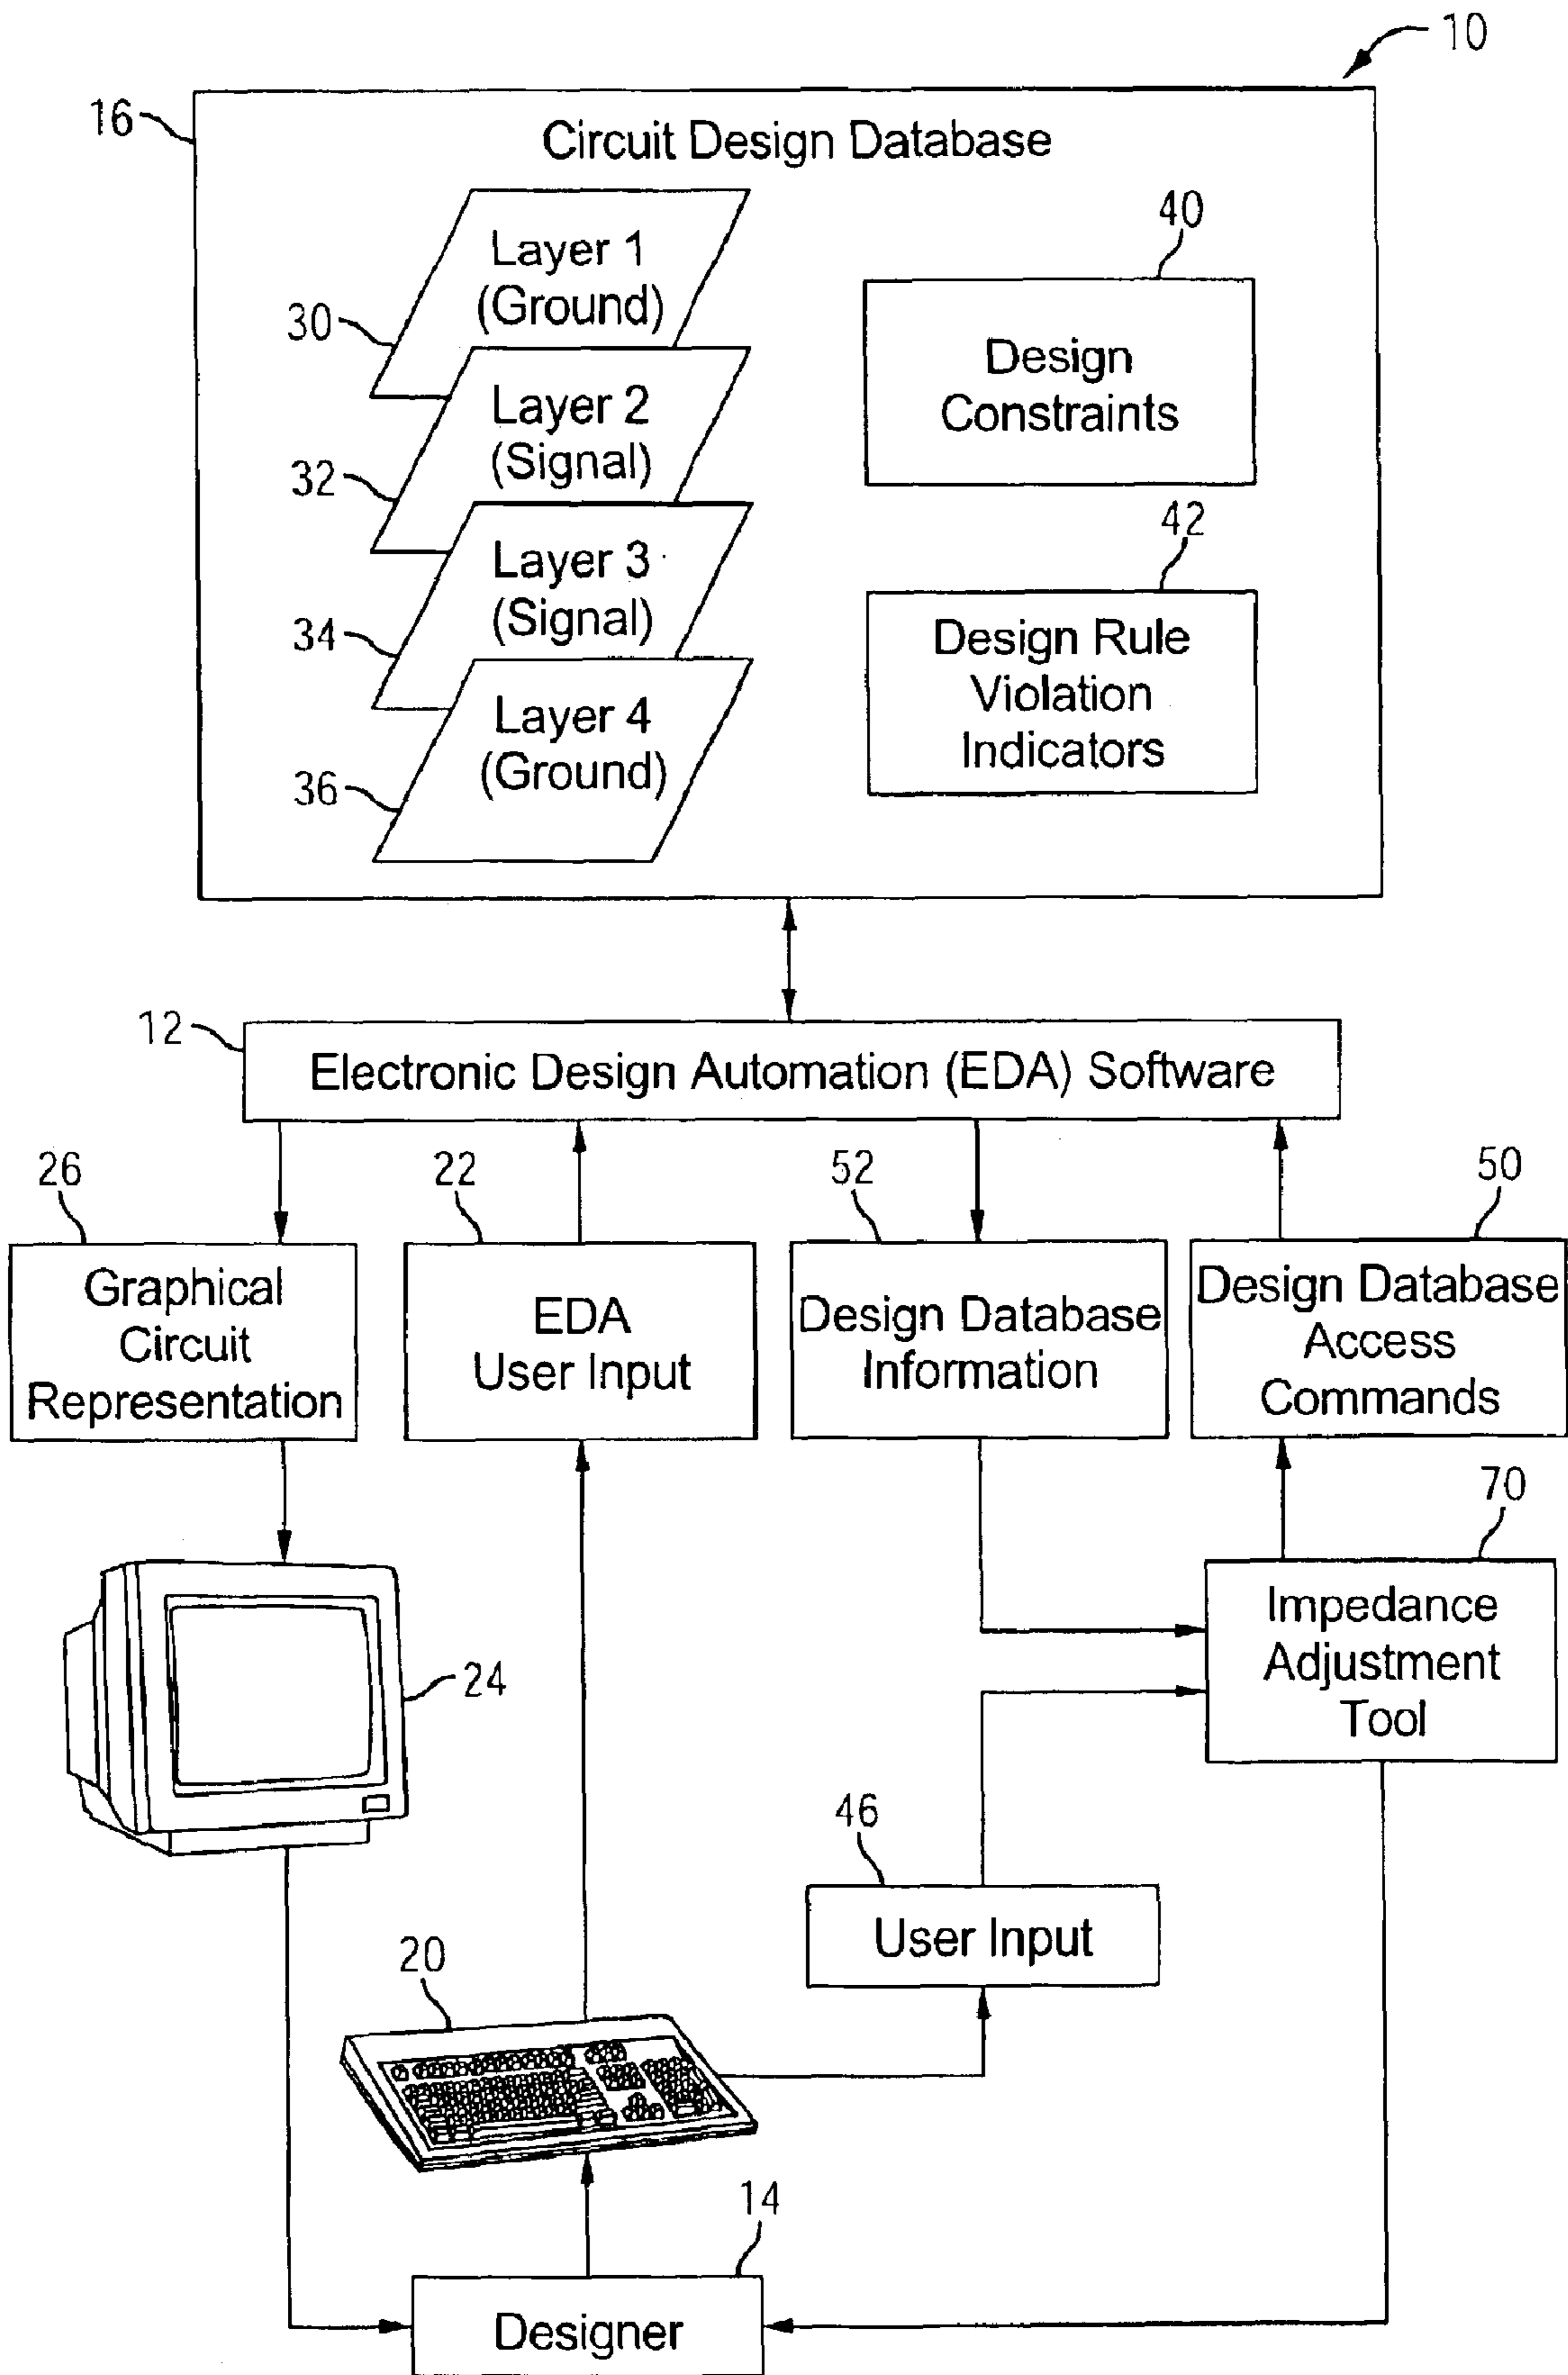 10
16
Circuit Design Database
Layer 1
(Ground)
30
Layer 2
(Signal)
32
Layer 3
(Signal)
34
Layer 4
(Ground)
36
40
Design
Constraints
42
Design Rule
Violation
Indicators
12
Electronic Design Automation (EDA) Software
26
Graphical
Circuit
Representation
22
EDA
User Input
52
Design Database
Information
50
Design Database
Access
Commands
70
Impedance
Adjustment
Tool
24
46
User Input
20
14
Designer